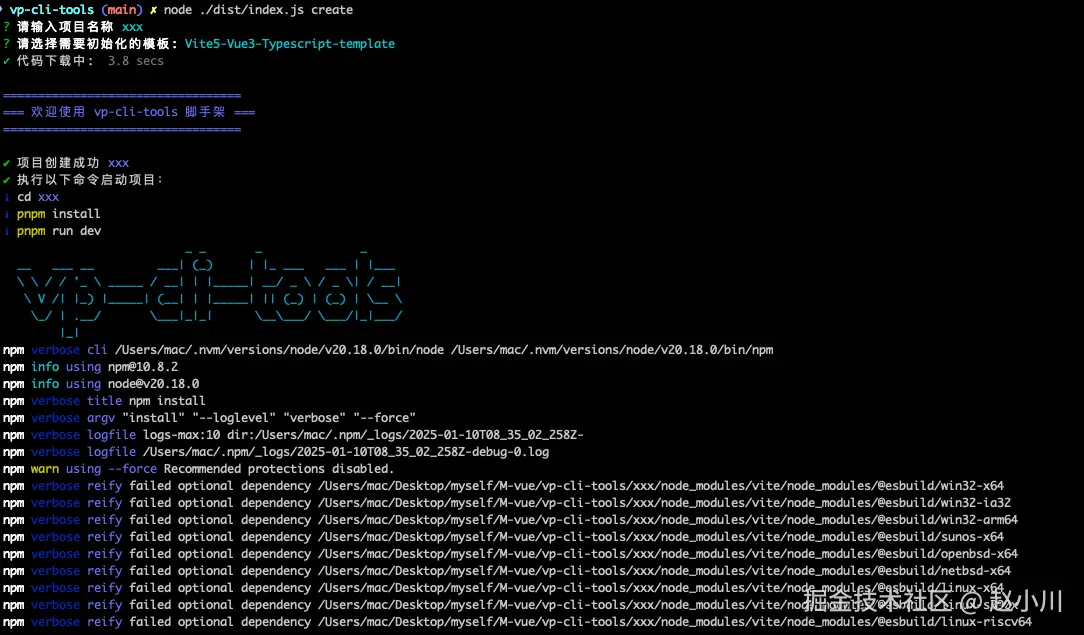 vp-cli-tools (main) ✗ node ./dist/index.js create
? 请输入项目名称 xxx
? 请选择需要初始化的模板: Vite5-Vue3-Typescript-template
✓ 代码下载中: 3.8 secs
==================================
=== 欢迎使用 vp-cli-tools 脚手架 ===
==================================
✔ 项目创建成功 xxx
✔ 执行以下命令启动项目:
ℹ cd xxx
ℹ pnpm install
ℹ pnpm run dev
vp-cli-tools
npm verbose cli /Users/mac/.nvm/versions/node/v20.18.0/bin/node /Users/mac/.nvm/versions/node/v20.18.0/bin/npm
npm info using npm@10.8.2
npm info using node@v20.18.0
npm verbose title npm install
npm verbose argv "install" "--loglevel" "verbose" "--force"
npm verbose logfile logs-max:10 dir:/Users/mac/.npm/_logs/2025-01-10T08_35_02_258Z-
npm verbose logfile /Users/mac/.npm/_logs/2025-01-10T08_35_02_258Z-debug-0.log
npm warn using --force Recommended protections disabled.
npm verbose reify failed optional dependency /Users/mac/Desktop/myself/M-vue/vp-cli-tools/xxx/node_modules/vite/node_modules/@esbuild/win32-x64
npm verbose reify failed optional dependency /Users/mac/Desktop/myself/M-vue/vp-cli-tools/xxx/node_modules/vite/node_modules/@esbuild/win32-ia32
npm verbose reify failed optional dependency /Users/mac/Desktop/myself/M-vue/vp-cli-tools/xxx/node_modules/vite/node_modules/@esbuild/win32-arm64
npm verbose reify failed optional dependency /Users/mac/Desktop/myself/M-vue/vp-cli-tools/xxx/node_modules/vite/node_modules/@esbuild/sunos-x64
npm verbose reify failed optional dependency /Users/mac/Desktop/myself/M-vue/vp-cli-tools/xxx/node_modules/vite/node_modules/@esbuild/openbsd-x64
npm verbose reify failed optional dependency /Users/mac/Desktop/myself/M-vue/vp-cli-tools/xxx/node_modules/vite/node_modules/@esbuild/netbsd-x64
npm verbose reify failed optional dependency /Users/mac/Desktop/myself/M-vue/vp-cli-tools/xxx/node_modules/vite/node_modules/@esbuild/linux-x64
npm verbose reify failed optional dependency /Users/mac/Desktop/myself/M-vue/vp-cli-tools/xxx/node_modules/vite/node_modules/@esbuild/
npm verbose reify failed optional dependency /Users/mac/Desktop/myself/M-vue/vp-cli-tools/xxx/node_modules/vite/node_modules/@esbuild/linux-riscv64
掘金技术社区 @ 赵小川